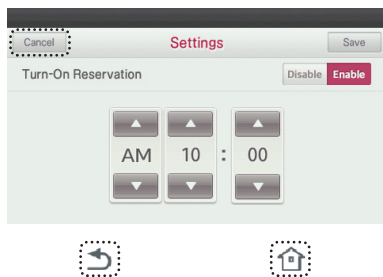 Cancel Settings Save
Turn-On Reservation Disable Enable
AM 10 : 00